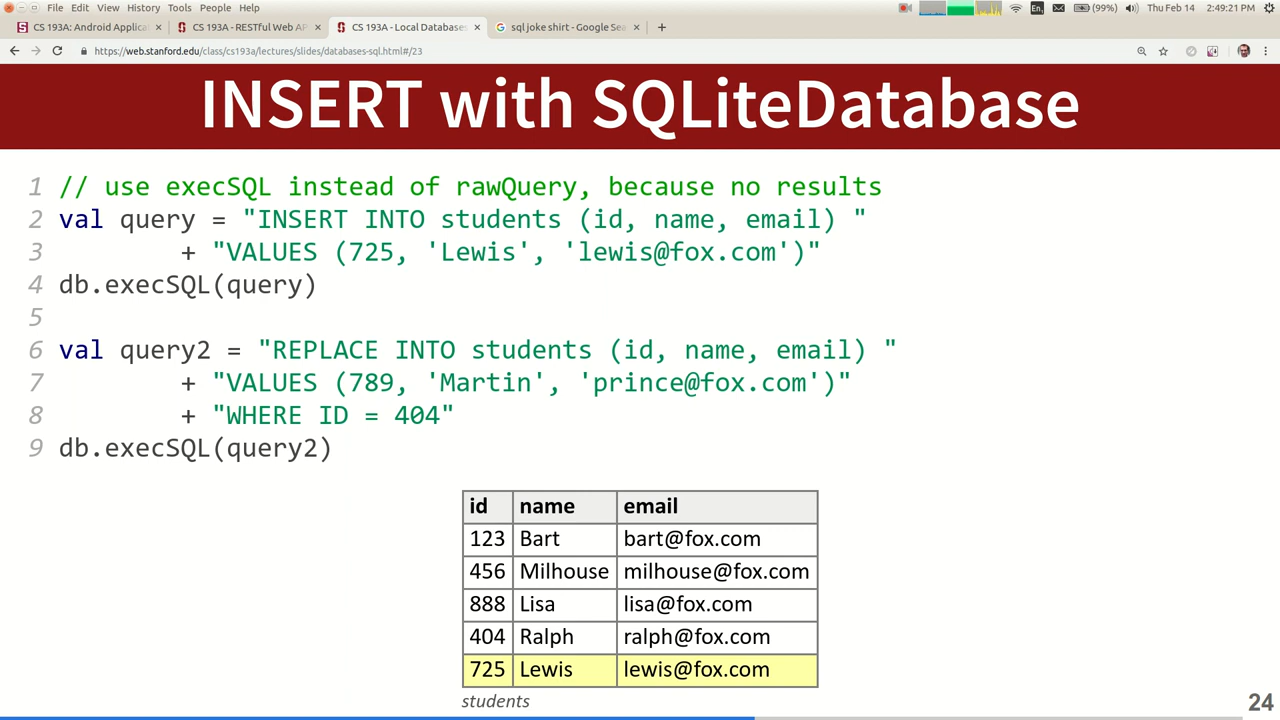 File Edit View History Tools People Help
En (99%) Thu Feb 14 2:49:21 PM
CS 193A: Android Applicat × CS 193A - RESTful Web AP × CS 193A - Local Databases × sql joke shirt - Google Sea × +
https://web.stanford.edu/class/cs193a/lectures/slides/databases-sql.html#/23
INSERT with SQLiteDatabase
1 // use execSQL instead of rawQuery, because no results
2 val query = "INSERT INTO students (id, name, email) "
3 + "VALUES (725, 'Lewis', 'lewis@fox.com')"
4 db.execSQL(query)
5
6 val query2 = "REPLACE INTO students (id, name, email) "
7 + "VALUES (789, 'Martin', 'prince@fox.com')"
8 + "WHERE ID = 404"
9 db.execSQL(query2)
id name email
123 Bart bart@fox.com
456 Milhouse milhouse@fox.com
888 Lisa lisa@fox.com
404 Ralph ralph@fox.com
725 Lewis lewis@fox.com
students
24